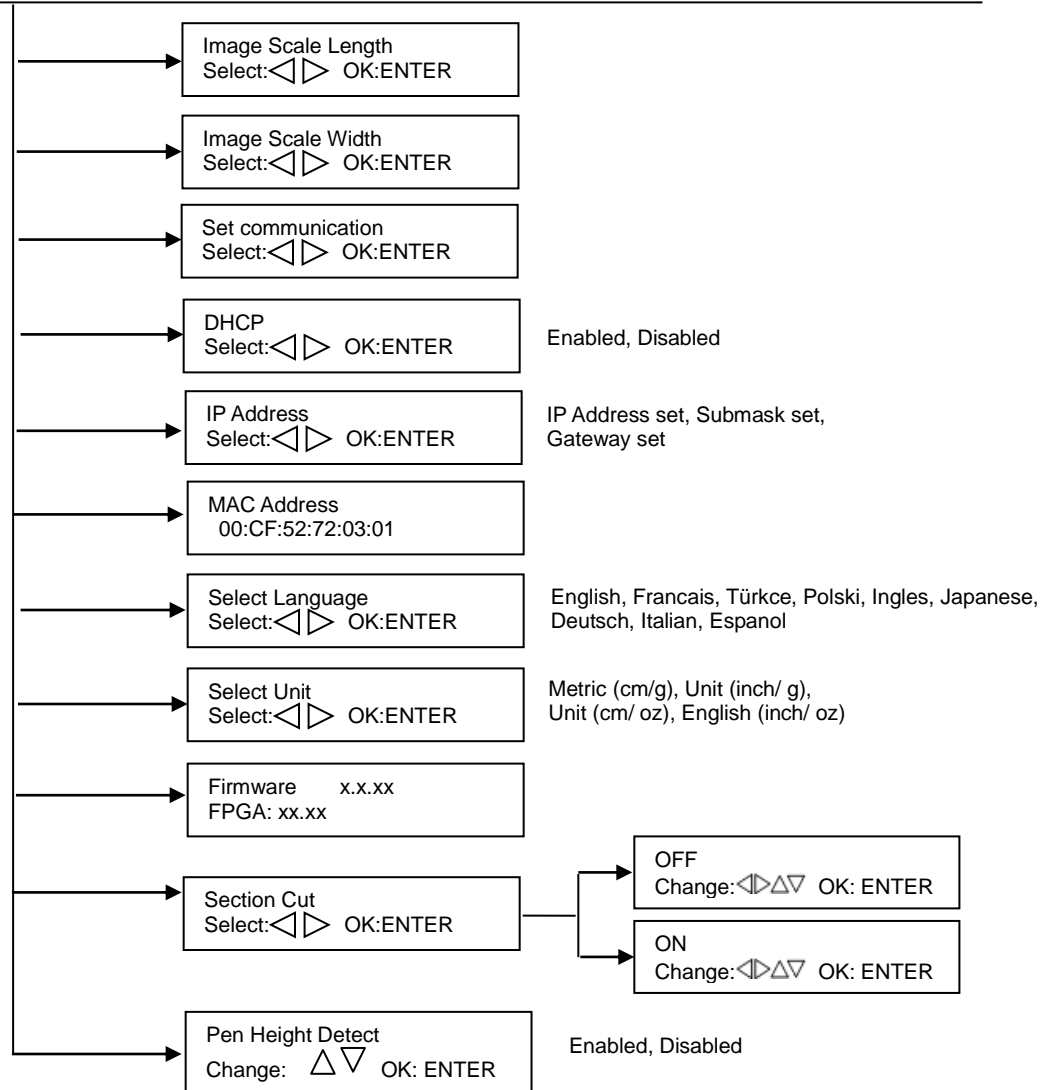 Image Scale Length
Select:◁ ▷ OK:ENTER
Image Scale Width
Select:◁ ▷ OK:ENTER
Set communication
Select:◁ ▷ OK:ENTER
DHCP
Select:◁ ▷ OK:ENTER
Enabled, Disabled
IP Address
Select:◁ ▷ OK:ENTER
IP Address set, Submask set,
Gateway set
MAC Address
00:CF:52:72:03:01
Select Language
Select:◁ ▷ OK:ENTER
English, Francais, Türkce, Polski, Ingles, Japanese,
Deutsch, Italian, Espanol
Select Unit
Select:◁ ▷ OK:ENTER
Metric (cm/g), Unit (inch/ g),
Unit (cm/ oz), English (inch/ oz)
Firmware x.x.xx
FPGA: xx.xx
Section Cut
Select:◁ ▷ OK:ENTER
OFF
Change:◁▷△▽ OK: ENTER
ON
Change:◁▷△▽ OK: ENTER
Pen Height Detect
Change: △ ▽ OK: ENTER
Enabled, Disabled